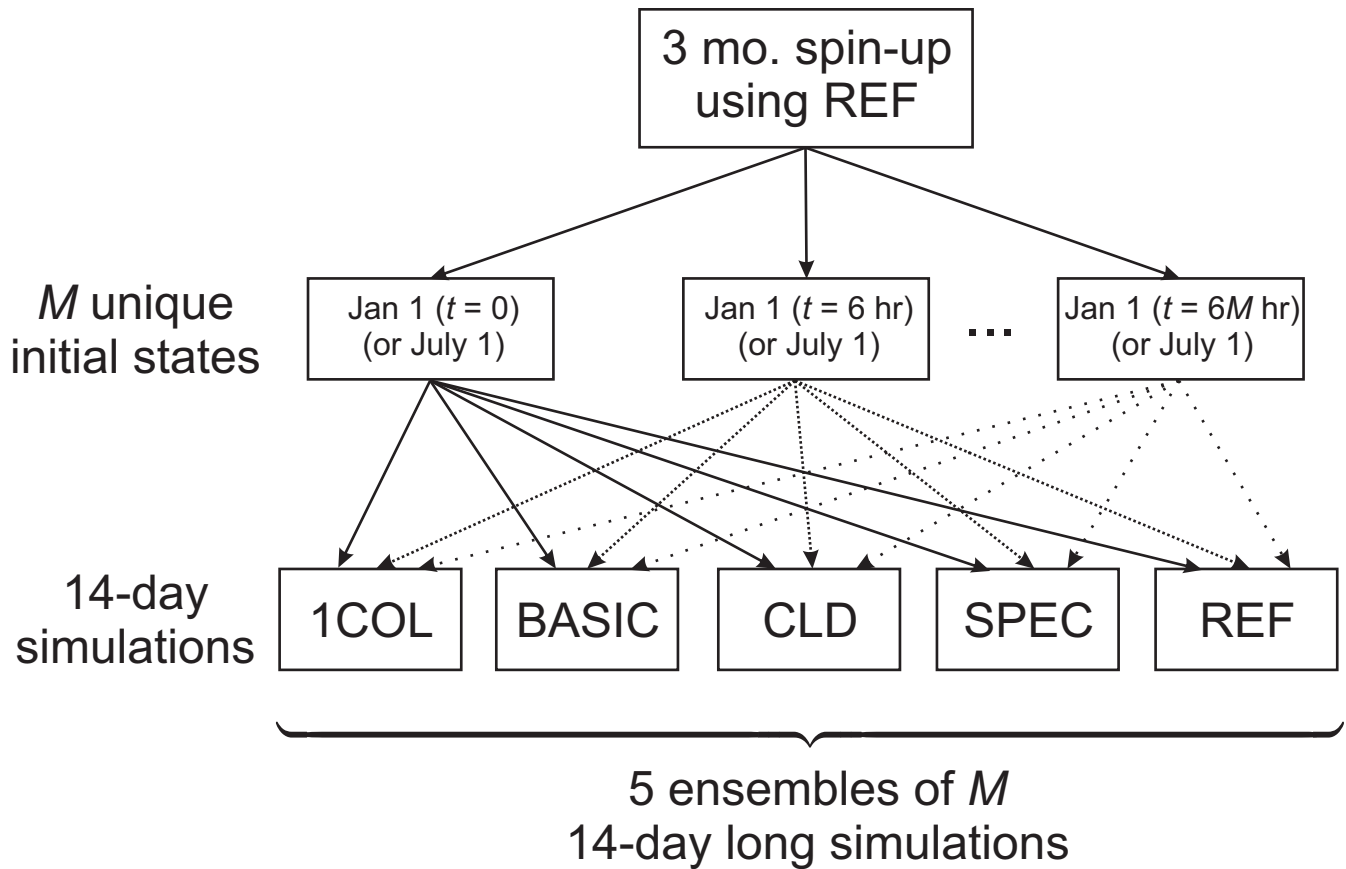 3 mo. spin-up
using REF
M unique
initial states
Jan 1 (t = 0)
(or July 1)
Jan 1 (t = 6 hr)
(or July 1)
...
Jan 1 (t = 6M hr)
(or July 1)
14-day
simulations
1COL
BASIC
CLD
SPEC
REF
5 ensembles of M
14-day long simulations